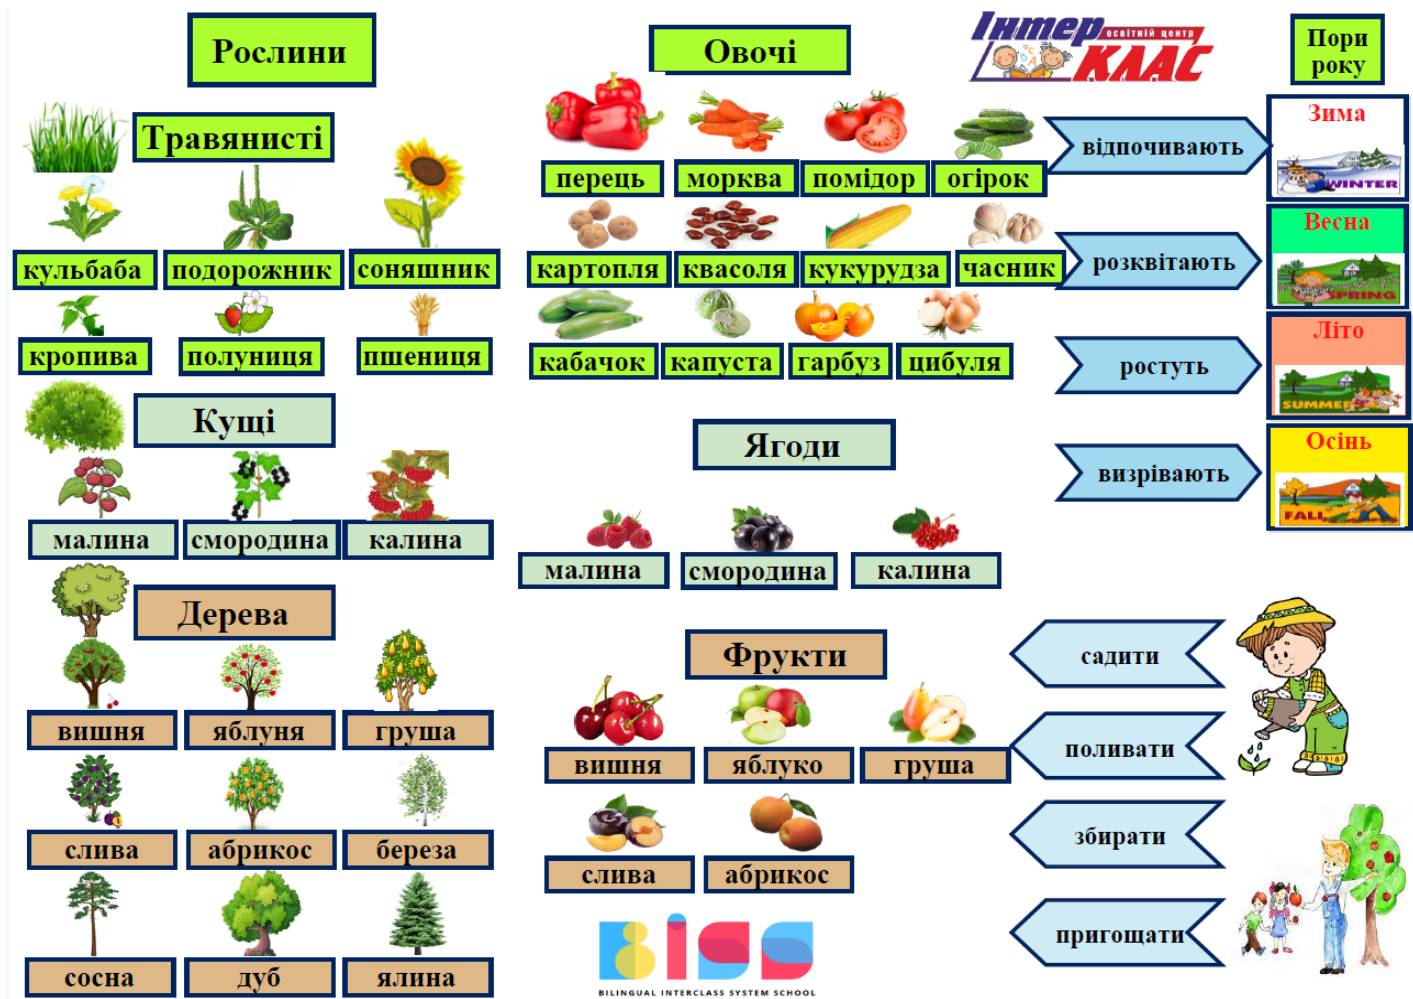 Рослини
Травянисті
кульбаба
подорожник
соняшник
кропива
полуниця
пшениця
Кущі
малина
смородина
калина
Дерева
вишня
яблуня
груша
слива
абрикос
береза
сосна
дуб
ялина
Овочі
перець
морква
помідор
огірок
картопля
квасоля
кукурудза
часник
кабачок
капуста
гарбуз
цибуля
Ягоди
малина
смородина
калина
Фрукти
вишня
яблуко
груша
слива
абрикос
BISS
BILINGUAL INTERCLASS SYSTEM SCHOOL
Інтер
освітній центр
КЛАС
Пори
року
відпочивають
Зима
WINTER
розквітають
Весна
SPRING
ростуть
Літо
SUMMER
визрівають
Осінь
FALL
садити
поливати
збирати
пригощати